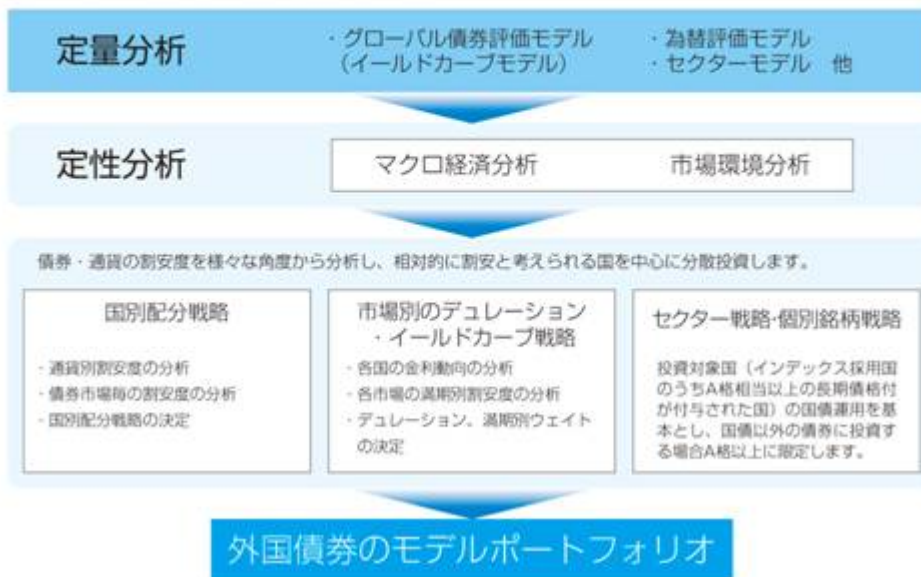 定量分析
・グローバル債券評価モデル
（イールドカーブモデル）
・為替評価モデル
・セクターモデル　他
定性分析
マクロ経済分析
市場環境分析
債券・通貨の割安度を様々な角度から分析し、相対的に割安と考えられる国を中心に分散投資します。
国別配分戦略
・通貨別割安度の分析
・債券市場毎の割安度の分析
・国別配分戦略の決定
市場別のデュレーション
・イールドカーブ戦略
・各国の金利動向の分析
・各市場の満期別割安度の分析
・デュレーション、満期別ウェイト
の決定
セクター戦略・個別銘柄戦略
投資対象国（インデックス採用国
のうちA格相当以上の長期債格付
が付与された国）の国債運用を基
本とし、国債以外の債券に投資す
る場合A格以上に限定します。
外国債券のモデルポートフォリオ